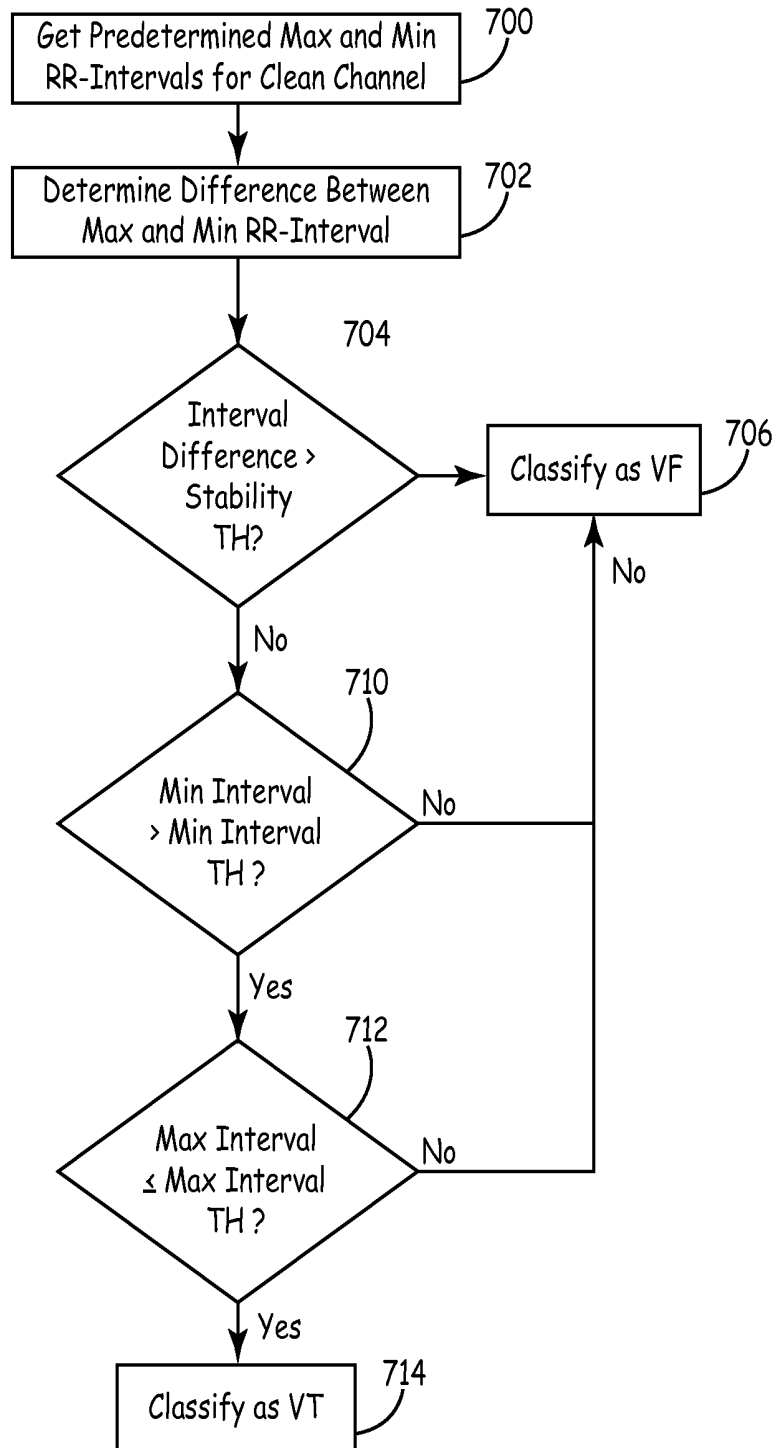 Get Predetermined Max and Min
RR-Intervals for Clean Channel
700
Determine Difference Between
Max and Min RR-Interval
702
704
Interval
Difference >
Stability
TH?
Classify as VF
706
No
No
710
Min Interval
> Min Interval
TH ?
No
Yes
712
Max Interval
≤ Max Interval
TH ?
No
Yes
714
Classify as VT